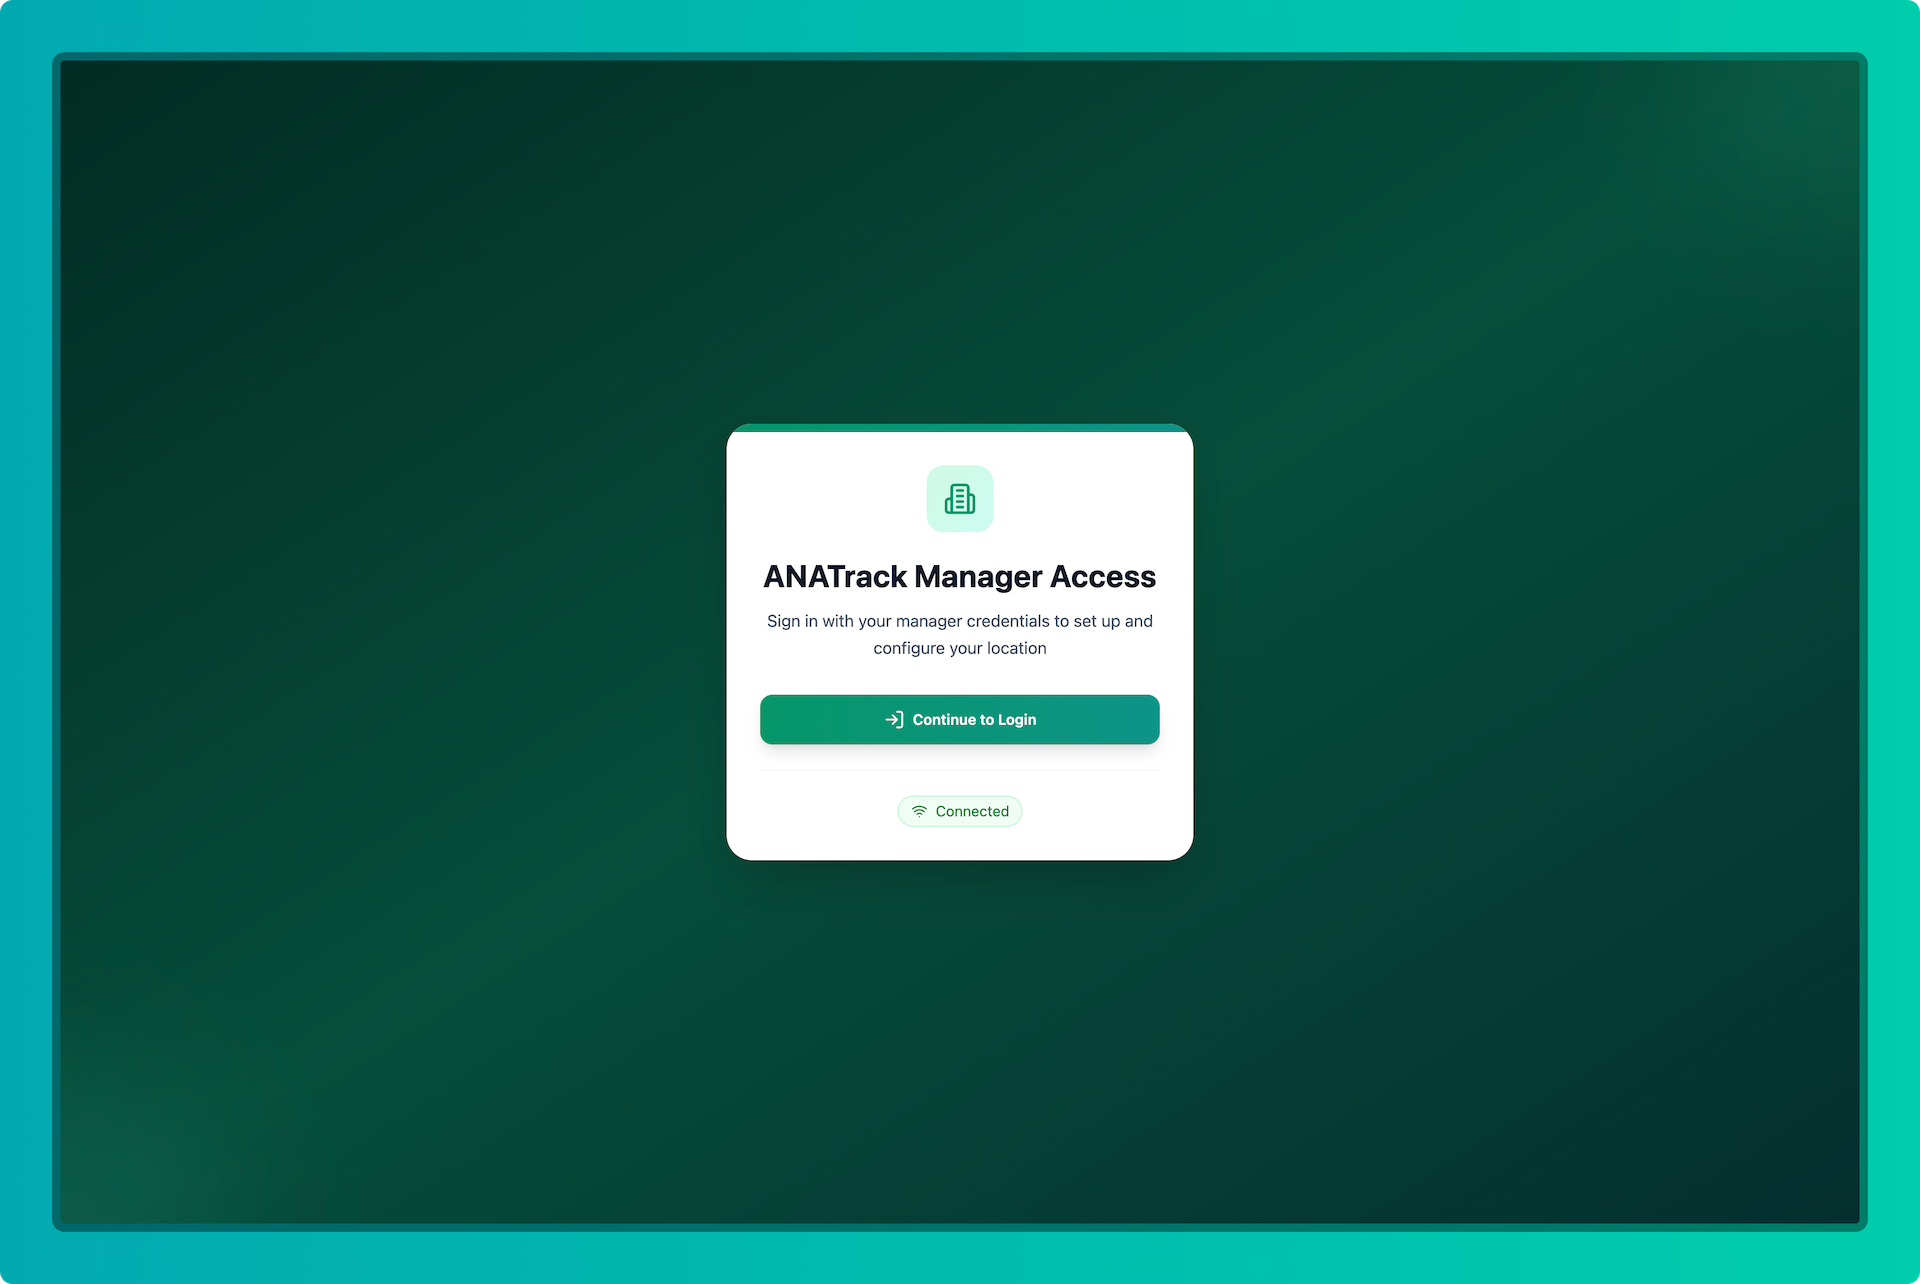 ANATrack Manager Access
Sign in with your manager credentials to set up and
configure your location
Continue to Login
Connected